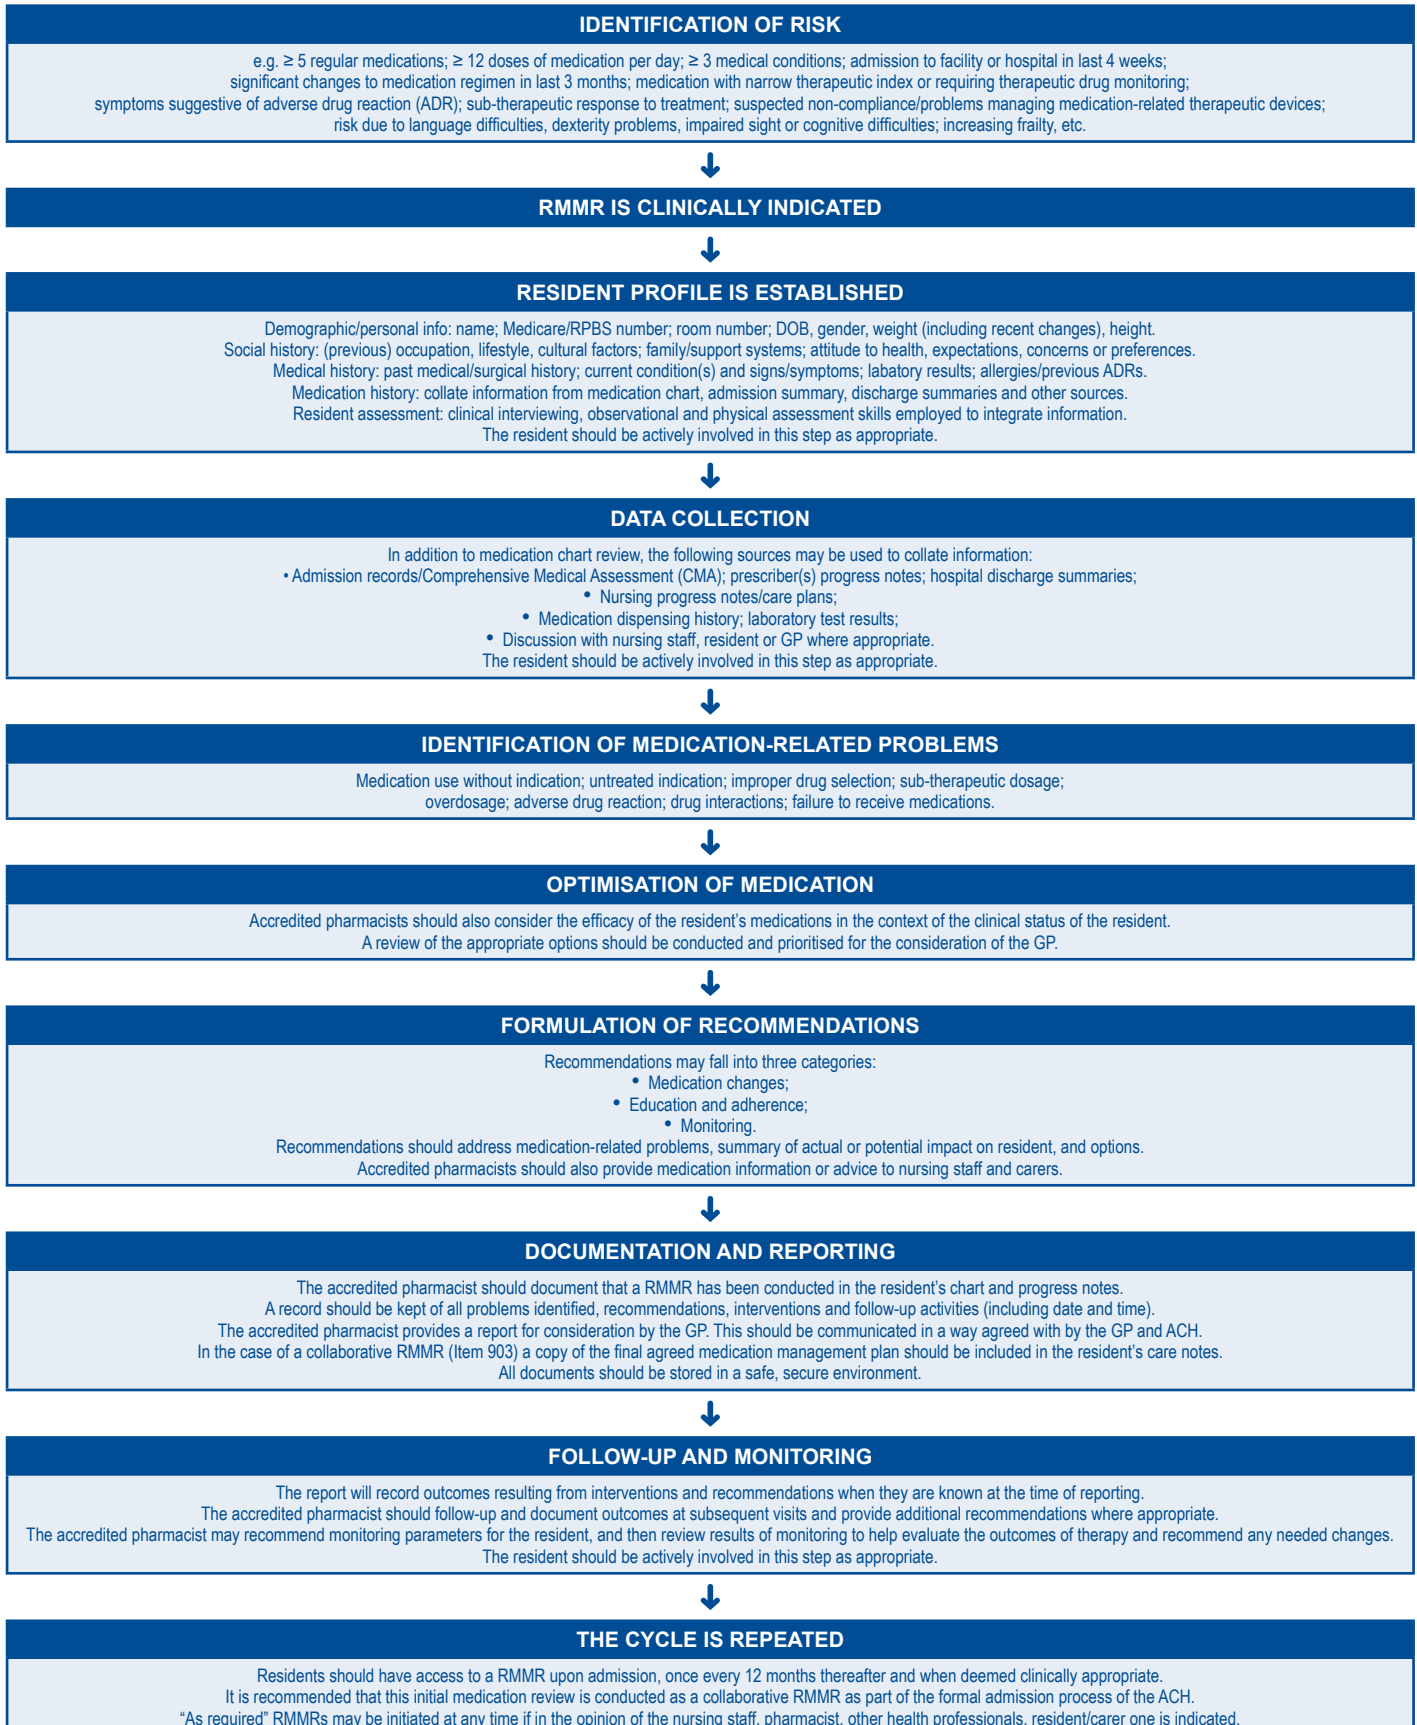 IDENTIFICATION OF RISK
e.g. ≥ 5 regular medications; ≥ 12 doses of medication per day; ≥ 3 medical conditions; admission to facility or hospital in last 4 weeks;
significant changes to medication regimen in last 3 months; medication with narrow therapeutic index or requiring therapeutic drug monitoring;
symptoms suggestive of adverse drug reaction (ADR); sub-therapeutic response to treatment; suspected non-compliance/problems managing medication-related therapeutic devices;
risk due to language difficulties, dexterity problems, impaired sight or cognitive difficulties; increasing frailty, etc.
RMMR IS CLINICALLY INDICATED
RESIDENT PROFILE IS ESTABLISHED
Demographic/personal info: name; Medicare/RPBS number; room number; DOB, gender, weight (including recent changes), height.
Social history: (previous) occupation, lifestyle, cultural factors; family/support systems; attitude to health, expectations, concerns or preferences.
Medical history: past medical/surgical history; current condition(s) and signs/symptoms; labatory results; allergies/previous ADRs.
Medication history: collate information from medication chart, admission summary, discharge summaries and other sources.
Resident assessment: clinical interviewing, observational and physical assessment skills employed to integrate information.
The resident should be actively involved in this step as appropriate.
DATA COLLECTION
In addition to medication chart review, the following sources may be used to collate information:
• Admission records/Comprehensive Medical Assessment (CMA); prescriber(s) progress notes; hospital discharge summaries;
• Nursing progress notes/care plans;
• Medication dispensing history; laboratory test results;
• Discussion with nursing staff, resident or GP where appropriate.
The resident should be actively involved in this step as appropriate.
IDENTIFICATION OF MEDICATION-RELATED PROBLEMS
Medication use without indication; untreated indication; improper drug selection; sub-therapeutic dosage;
overdosage; adverse drug reaction; drug interactions; failure to receive medications.
OPTIMISATION OF MEDICATION
Accredited pharmacists should also consider the efficacy of the resident's medications in the context of the clinical status of the resident.
A review of the appropriate options should be conducted and prioritised for the consideration of the GP.
FORMULATION OF RECOMMENDATIONS
Recommendations may fall into three categories:
• Medication changes;
• Education and adherence;
• Monitoring.
Recommendations should address medication-related problems, summary of actual or potential impact on resident, and options.
Accredited pharmacists should also provide medication information or advice to nursing staff and carers.
DOCUMENTATION AND REPORTING
The accredited pharmacist should document that a RMMR has been conducted in the resident's chart and progress notes.
A record should be kept of all problems identified, recommendations, interventions and follow-up activities (including date and time).
The accredited pharmacist provides a report for consideration by the GP. This should be communicated in a way agreed with by the GP and ACH.
In the case of a collaborative RMMR (Item 903) a copy of the final agreed medication management plan should be included in the resident's care notes.
All documents should be stored in a safe, secure environment.
FOLLOW-UP AND MONITORING
The report will record outcomes resulting from interventions and recommendations when they are known at the time of reporting.
The accredited pharmacist should follow-up and document outcomes at subsequent visits and provide additional recommendations where appropriate.
The accredited pharmacist may recommend monitoring parameters for the resident, and then review results of monitoring to help evaluate the outcomes of therapy and recommend any needed changes.
The resident should be actively involved in this step as appropriate.
THE CYCLE IS REPEATED
Residents should have access to a RMMR upon admission, once every 12 months thereafter and when deemed clinically appropriate.
It is recommended that this initial medication review is conducted as a collaborative RMMR as part of the formal admission process of the ACH.
"As required" RMMRs may be initiated at any time if in the opinion of the nursing staff, pharmacist, other health professionals, resident/carer one is indicated.